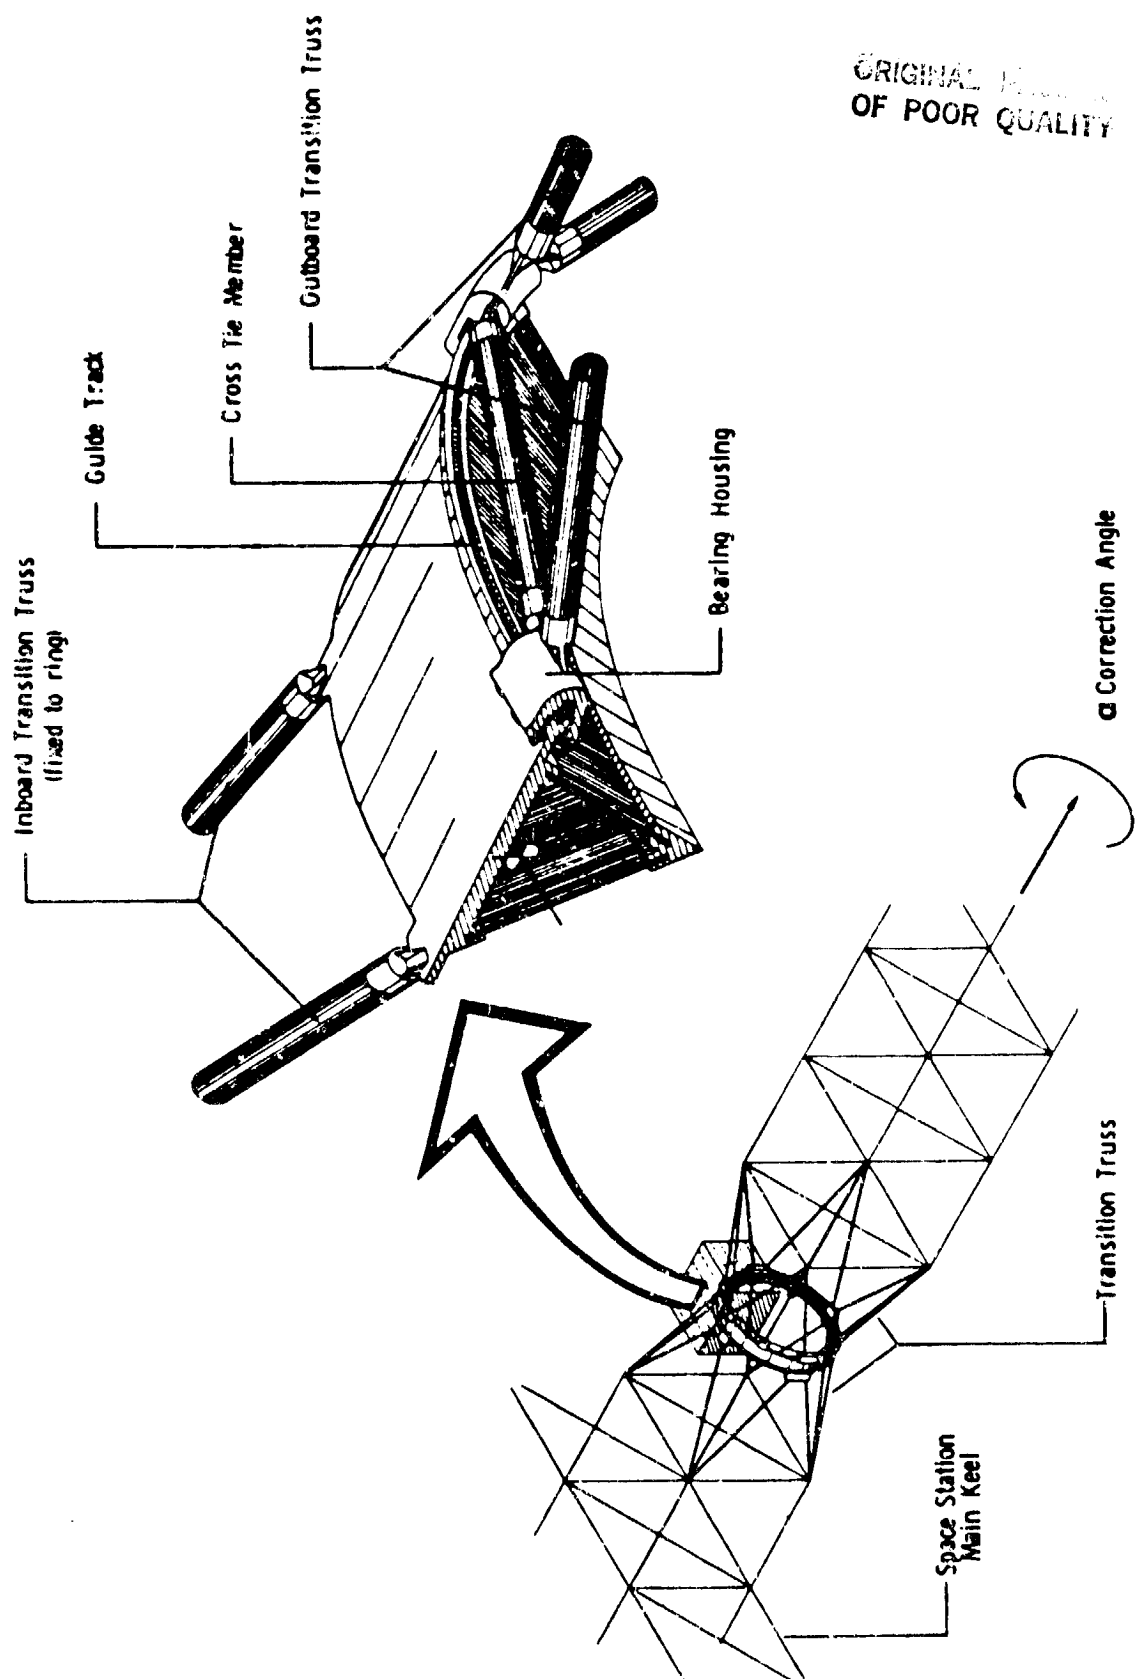 ORIGINAL
OF POOR QUALITY
Inboard Transition Truss
(fixed to ring)
Guide Track
Cross Tie Member
Outboard Transition Truss
Bearing Housing
α Correction Angle
Space Station
Main Keel
Transition Truss